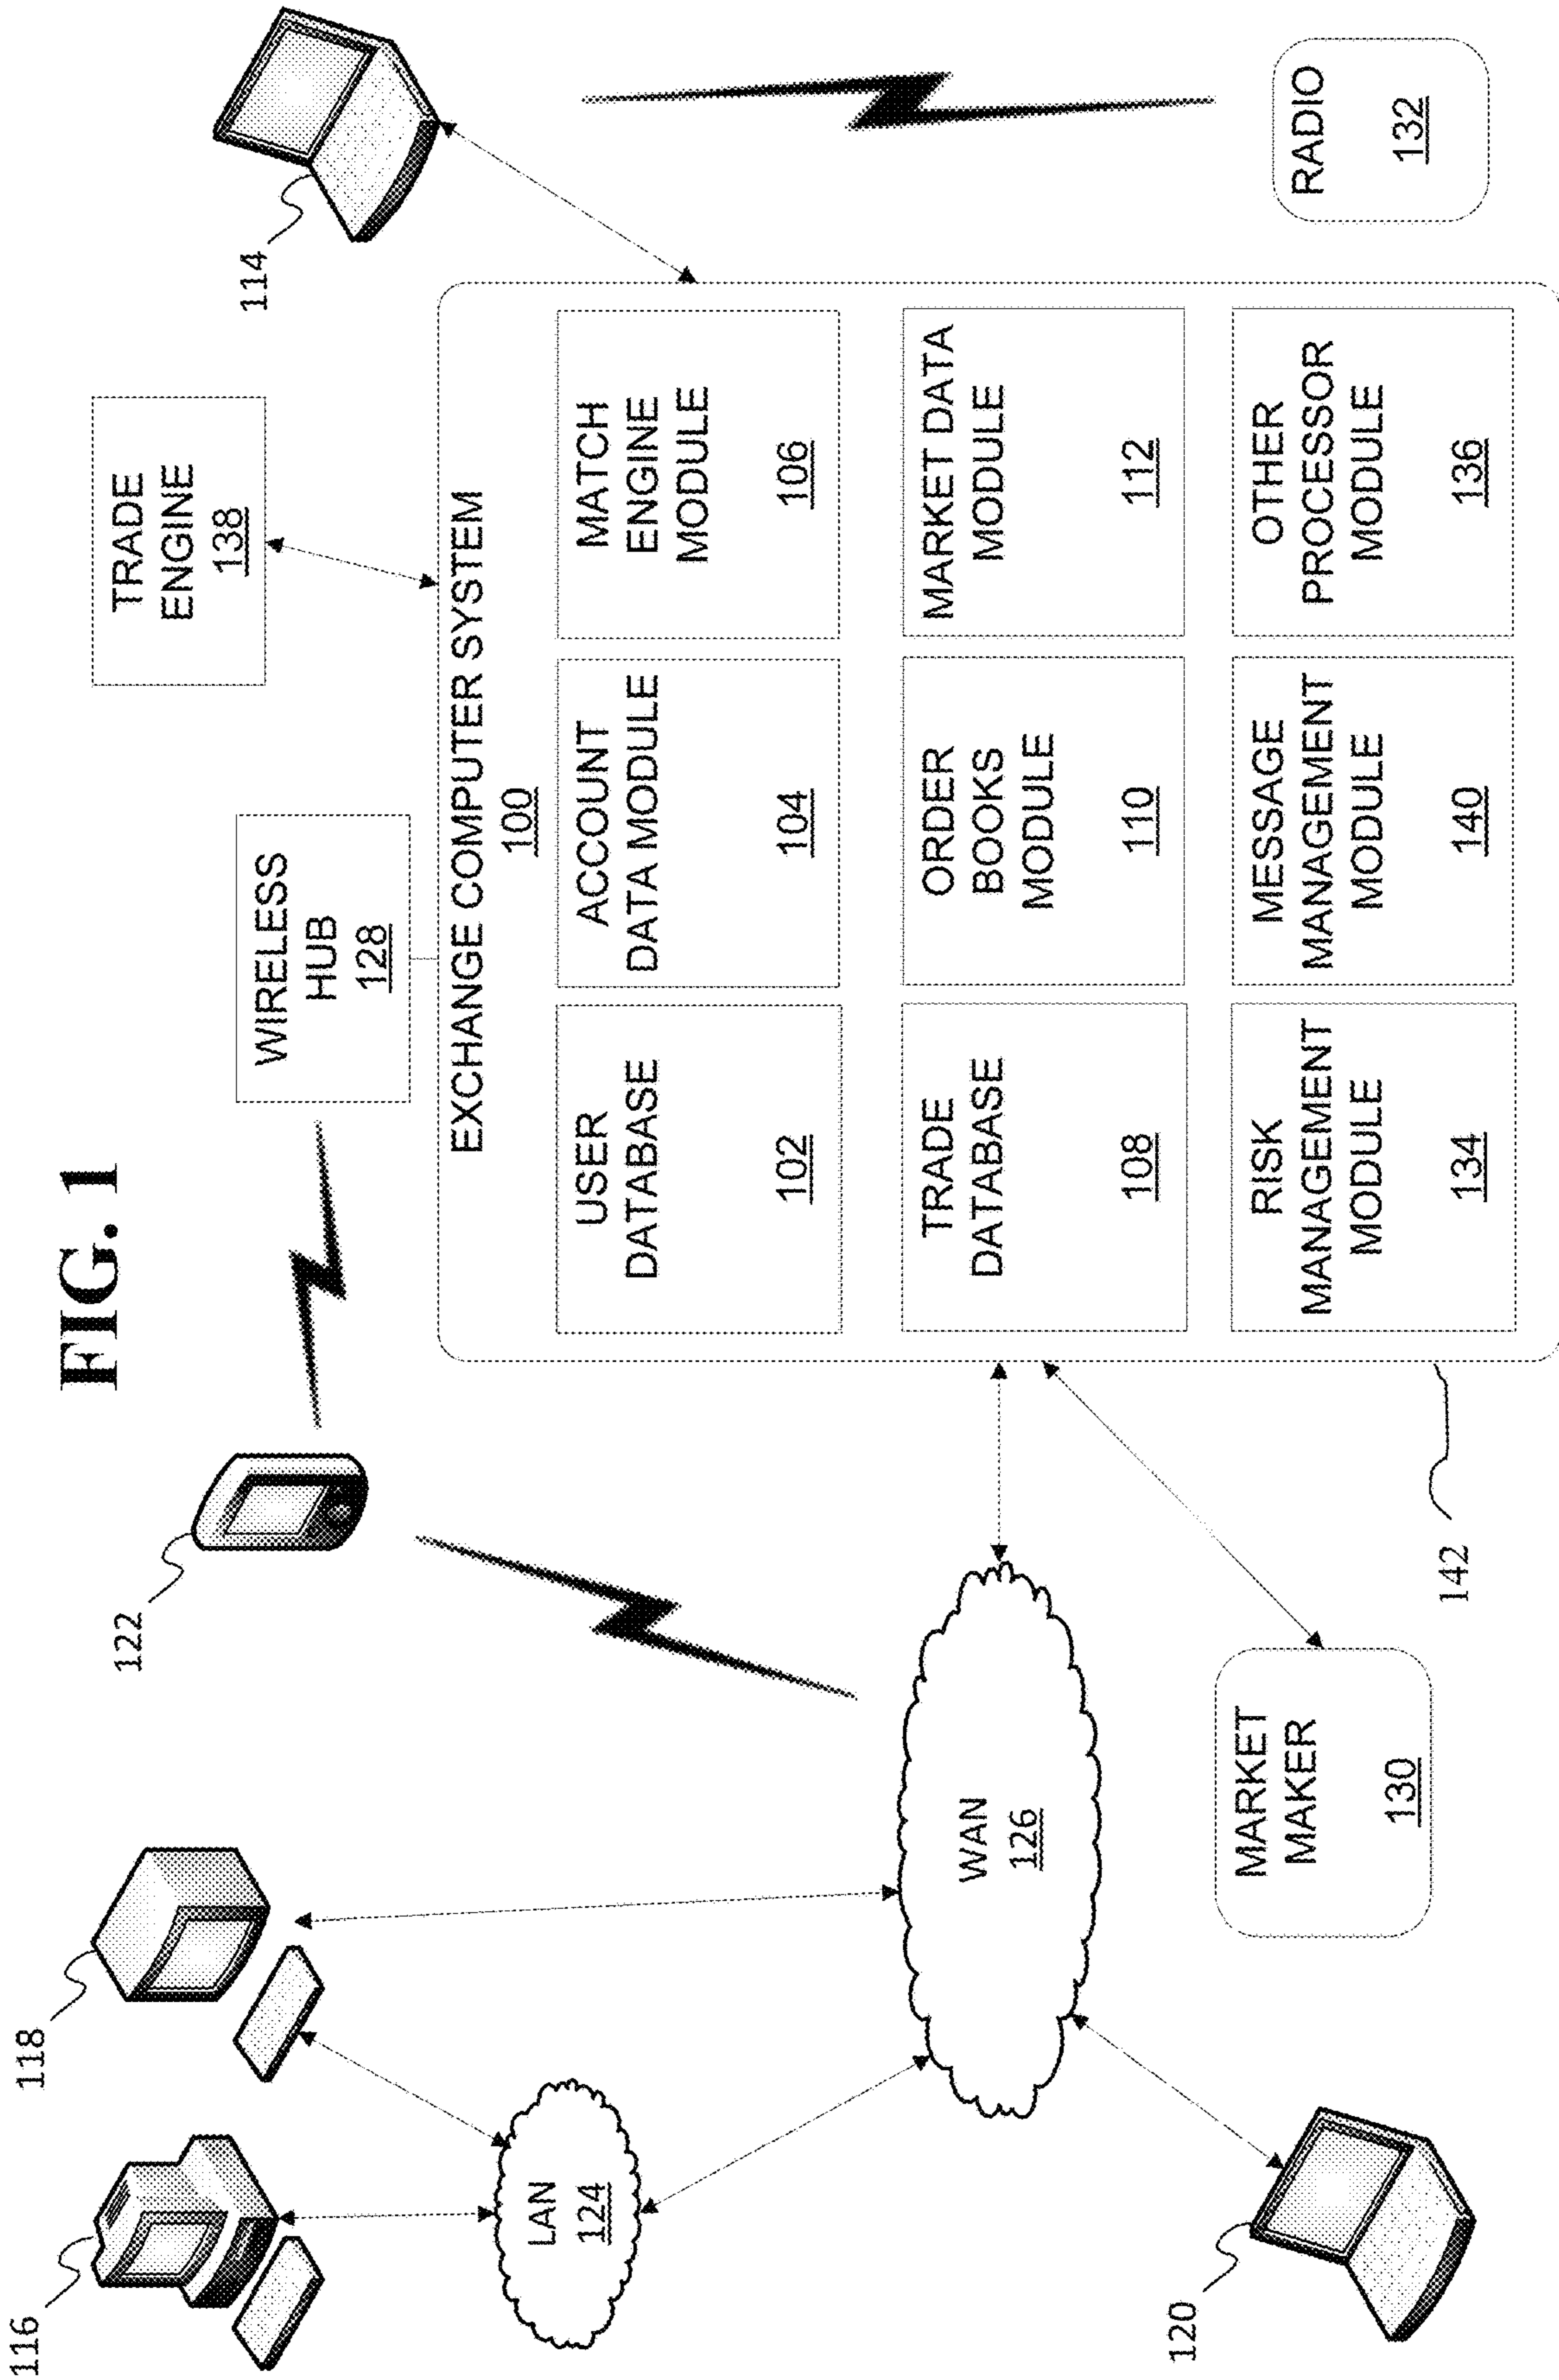 FIG. 1
116
118
122
114
TRADE
ENGINE
138
WIRELESS
HUB
128
LAN
124
WAN
126
120
MARKET
MAKER
130
142
EXCHANGE COMPUTER SYSTEM
100
USER
DATABASE
102
ACCOUNT
DATA MODULE
104
MATCH
ENGINE
MODULE
106
TRADE
DATABASE
108
ORDER
BOOKS
MODULE
110
MARKET DATA
MODULE
112
RISK
MANAGEMENT
MODULE
134
MESSAGE
MANAGEMENT
MODULE
140
OTHER
PROCESSOR
MODULE
136
RADIO
132